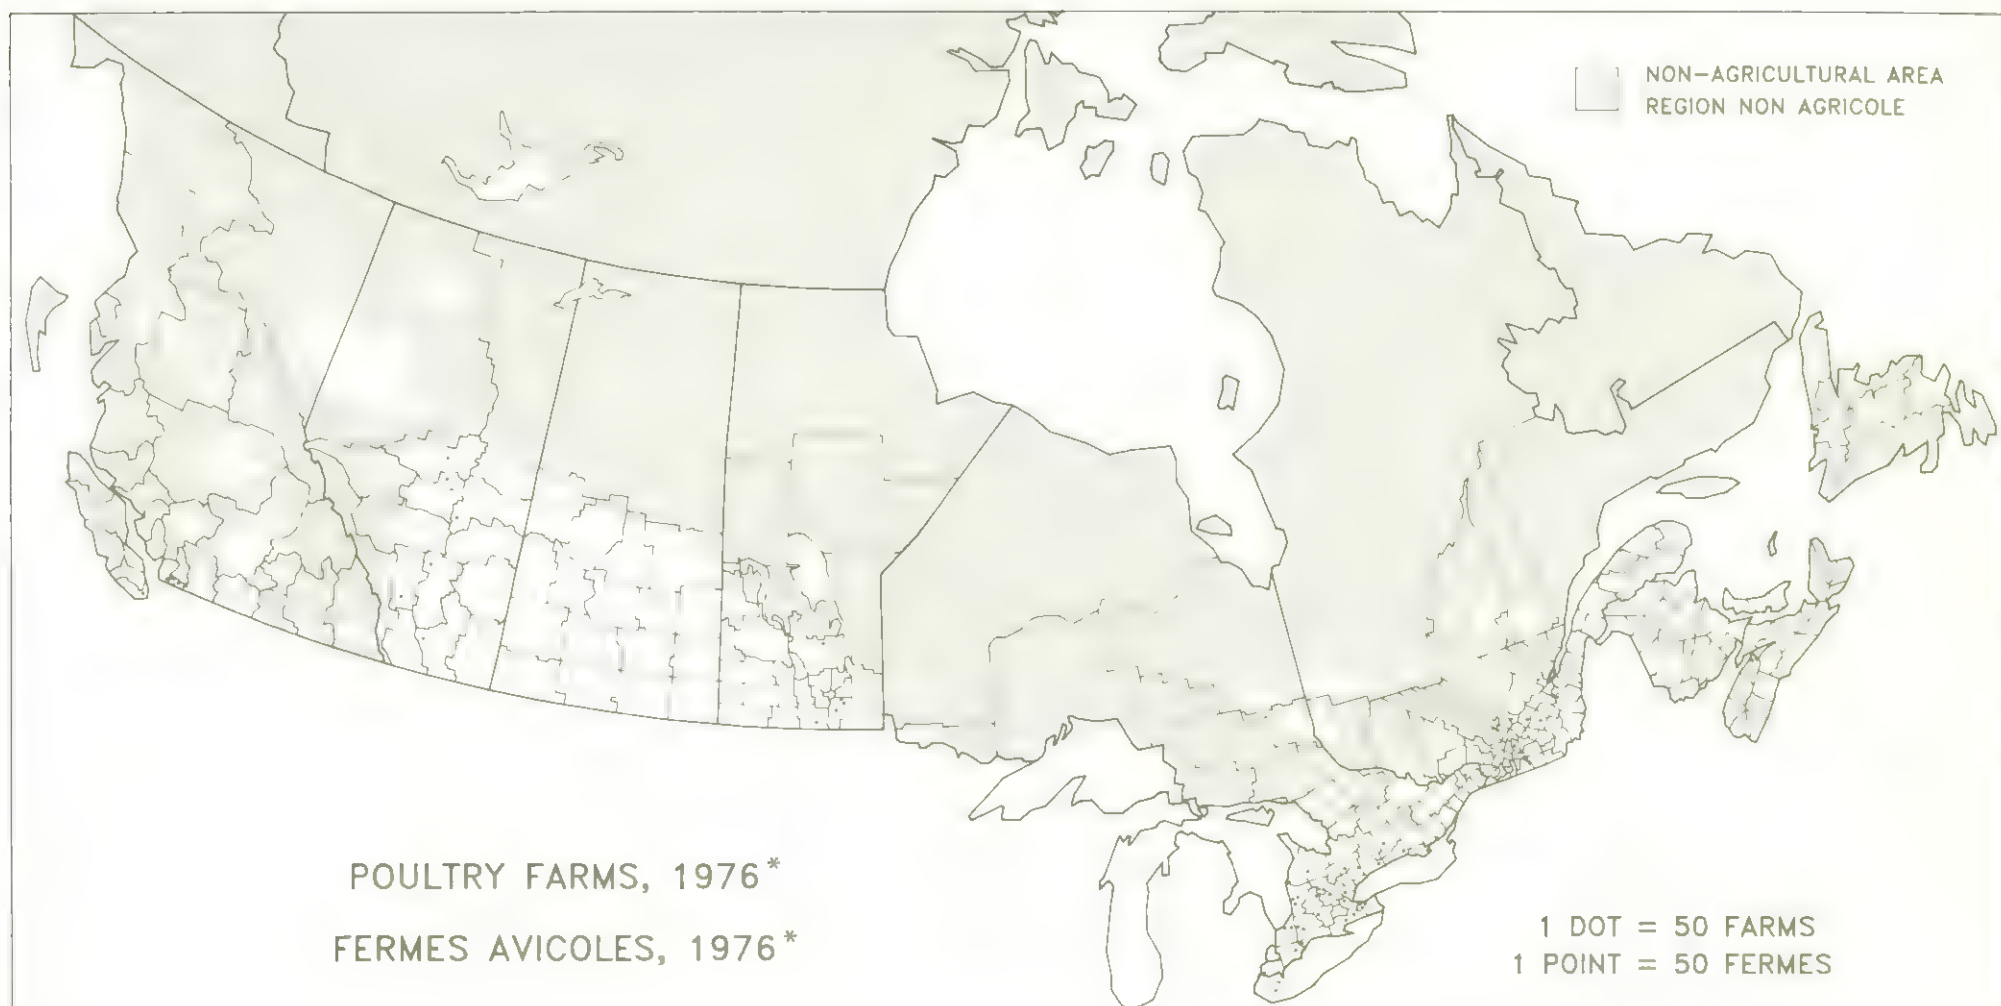 NON-AGRICULTURAL AREA
REGION NON AGRICOLE
POULTRY FARMS, 1976*
FERMES AVICOLES, 1976*
1 DOT = 50 FARMS
1 POINT = 50 FERMES